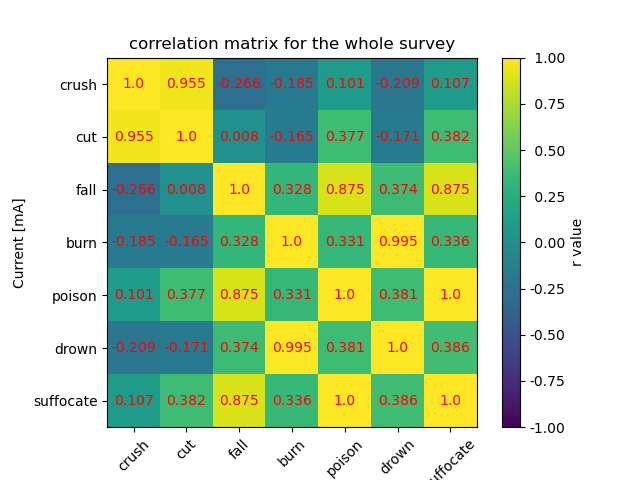 correlation matrix for the whole survey
Current [mA]
crush 1.0 0.955 -0.266 -0.185 0.101 -0.209 0.107
cut 0.955 1.0 0.008 -0.165 0.377 -0.171 0.382
fall -0.266 0.008 1.0 0.328 0.875 0.374 0.875
burn -0.185 -0.165 0.328 1.0 0.331 0.995 0.336
poison 0.101 0.377 0.875 0.331 1.0 0.381 1.0
drown -0.209 -0.171 0.374 0.995 0.381 1.0 0.386
suffocate 0.107 0.382 0.875 0.336 1.0 0.386 1.0
crush cut fall burn poison drown uffocate
1.00
0.75
0.50
0.25
0.00
-0.25
-0.50
-0.75
-1.00
r value